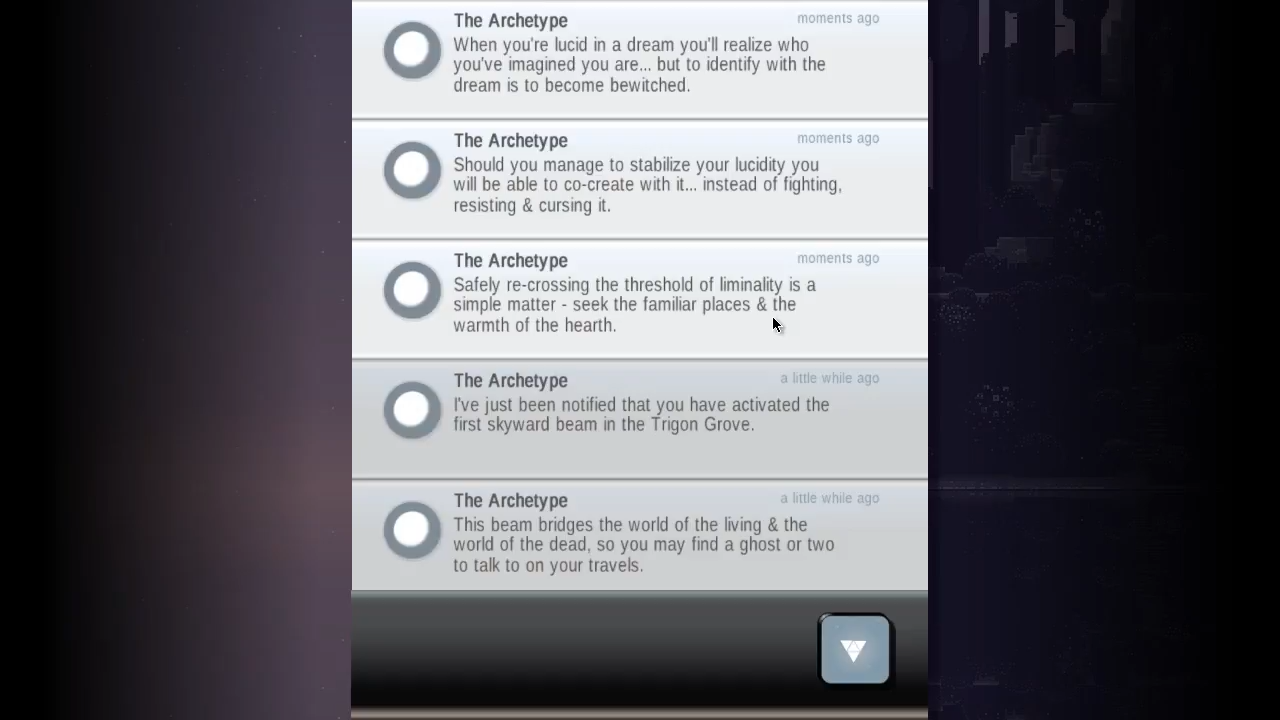 The Archetype
moments ago
When you're lucid in a dream you'll realize who
you've imagined you are... but to identify with the
dream is to become bewitched.
The Archetype
moments ago
Should you manage to stabilize your lucidity you
will be able to co-create with it... instead of fighting,
resisting & cursing it.
The Archetype
moments ago
Safely re-crossing the threshold of liminality is a
simple matter - seek the familiar places & the
warmth of the hearth.
The Archetype
a little while ago
I've just been notified that you have activated the
first skyward beam in the Trigon Grove.
The Archetype
a little while ago
This beam bridges the world of the living & the
world of the dead, so you may find a ghost or two
to talk to on your travels.